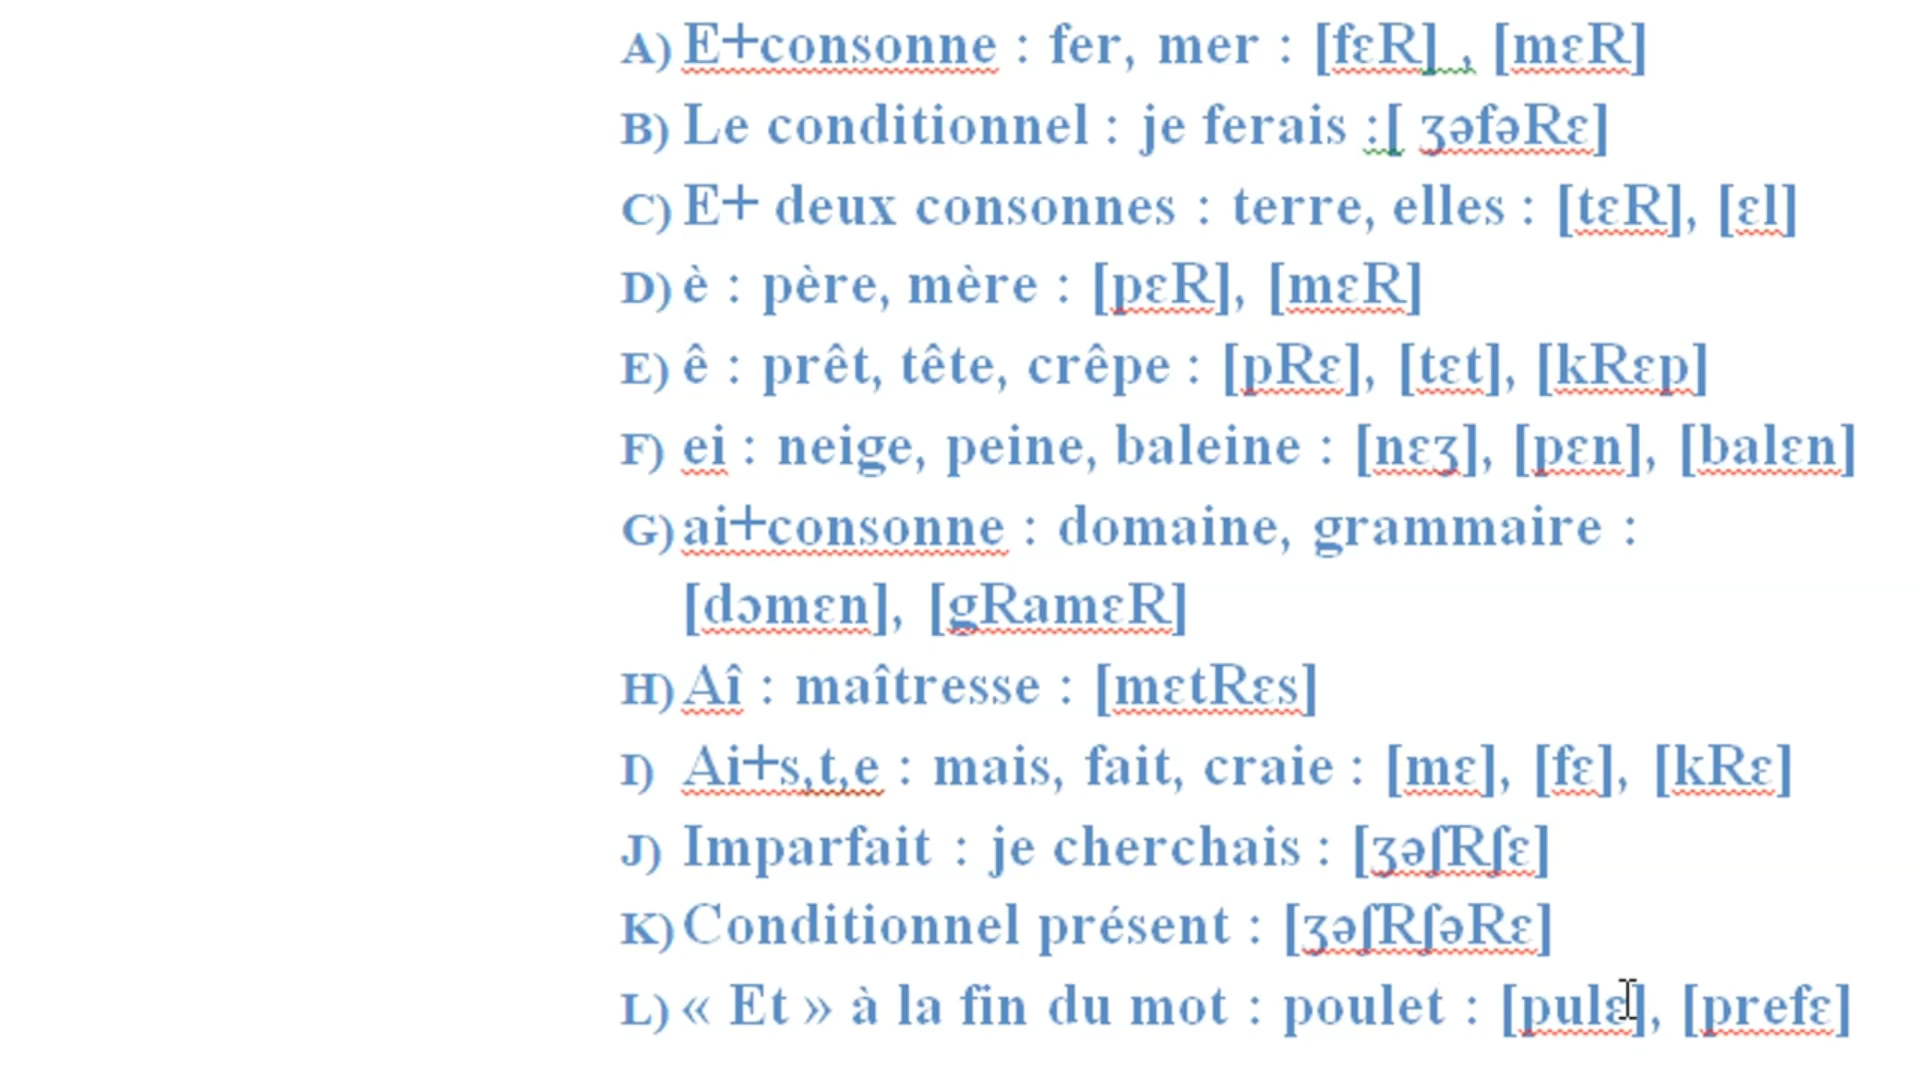 A) E+consonne : fer, mer : [fɛR] , [mɛR]
B) Le conditionnel : je ferais :[ ʒəfəRɛ]
C) E+ deux consonnes : terre, elles : [tɛR], [ɛl]
D) è : père, mère : [pɛR], [mɛR]
E) ê : prêt, tête, crêpe : [pRɛ], [tɛt], [kRɛp]
F) ei : neige, peine, baleine : [nɛʒ], [pɛn], [balɛn]
G) ai+consonne : domaine, grammaire :
[dɔmɛn], [gRamɛR]
H) Aî : maîtresse : [mɛtRɛs]
I) Ai+s,t,e : mais, fait, craie : [mɛ], [fɛ], [kRɛ]
J) Imparfait : je cherchais : [ʒəʃRʃɛ]
K) Conditionnel présent : [ʒəʃRʃəRɛ]
L) « Et » à la fin du mot : poulet : [pulɛ], [prefɛ]